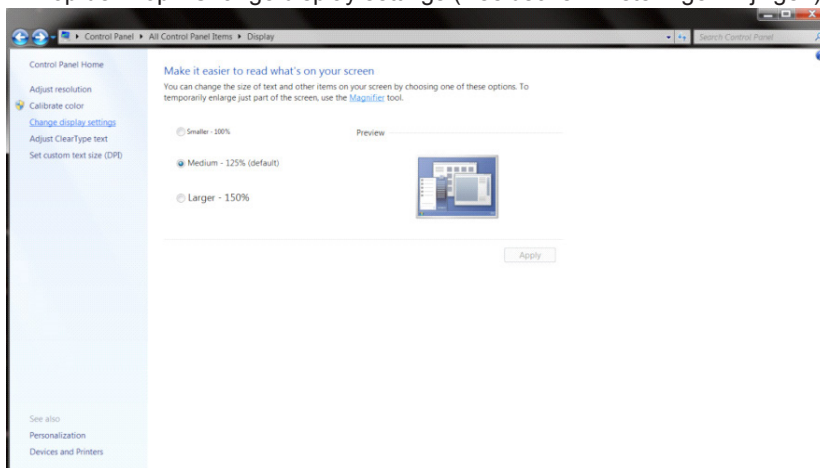 change display settings (
Control Panel ▸ All Control Panel Items ▸ Display
Search Control Panel
Control Panel Home
Adjust resolution
Calibrate color
Change display settings
Adjust ClearType text
Set custom text size (DPI)
Make it easier to read what's on your screen
You can change the size of text and other items on your screen by choosing one of these options. To
temporarily enlarge just part of the screen, use the Magnifier tool.
Smaller - 100%
Preview
Medium - 125% (default)
Larger - 150%
Apply
See also
Personalization
Devices and Printers